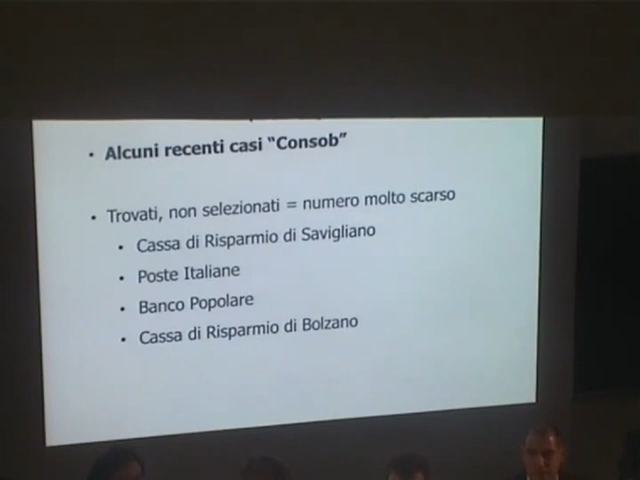 • Alcuni recenti casi “Consob”
• Trovati, non selezionati = numero molto scarso
• Cassa di Risparmio di Savigliano
• Poste Italiane
• Banco Popolare
• Cassa di Risparmio di Bolzano